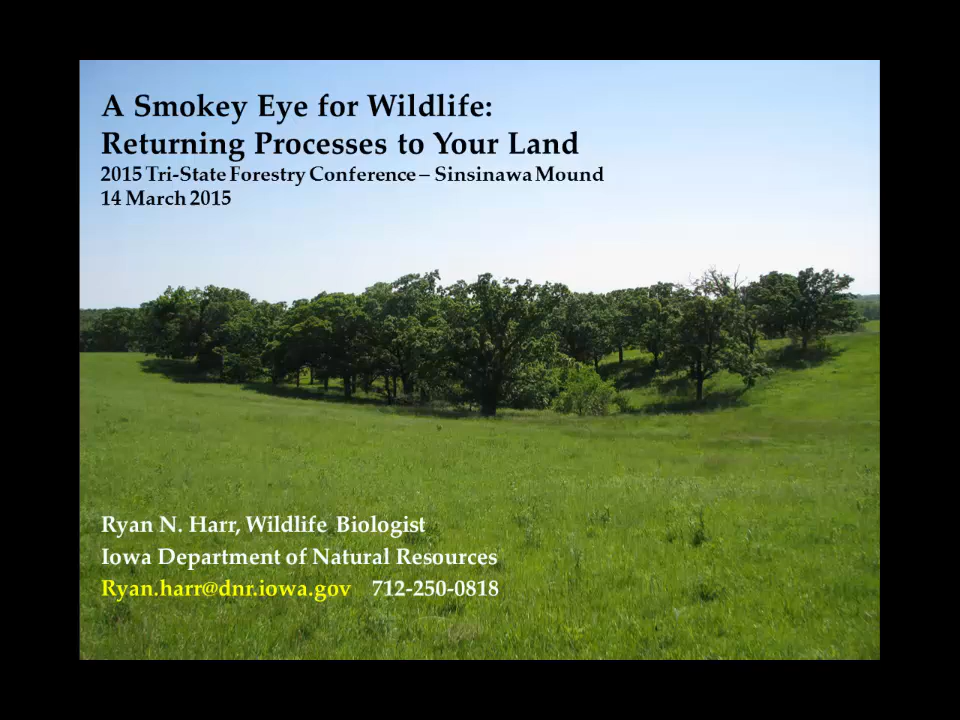 A Smokey Eye for Wildlife:
Returning Processes to Your Land
2015 Tri-State Forestry Conference – Sinsinawa Mound
14 March 2015
Ryan N. Harr, Wildlife Biologist
Iowa Department of Natural Resources
Ryan.harr@dnr.iowa.gov 712-250-0818